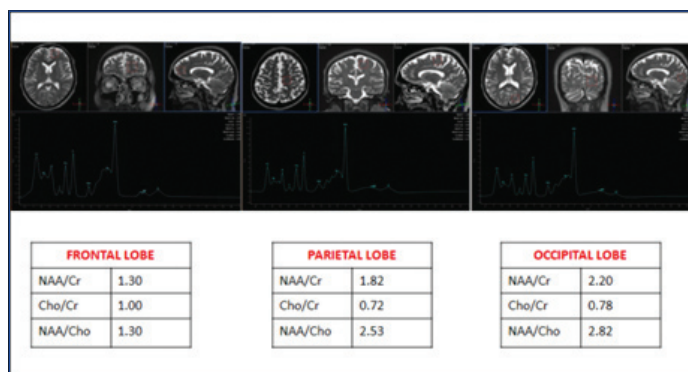 FRONTAL LOBE
NAA/Cr 1.30
Cho/Cr 1.00
NAA/Cho 1.30
PARIETAL LOBE
NAA/Cr 1.82
Cho/Cr 0.72
NAA/Cho 2.53
OCCIPITAL LOBE
NAA/Cr 2.20
Cho/Cr 0.78
NAA/Cho 2.82